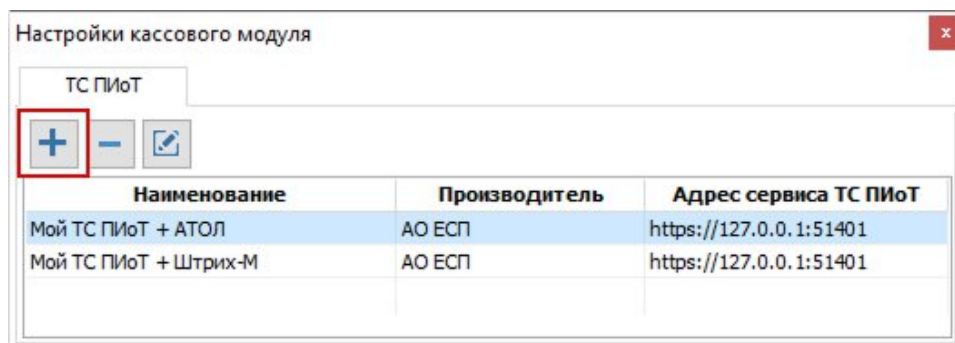 Настройки кассового модуля
x
ТС ПИоТ
Наименование Производитель Адрес сервиса ТС ПИоТ
Мой ТС ПИоТ + АТОЛ АО ЕСП https://127.0.0.1:51401
Мой ТС ПИоТ + Штрих-М АО ЕСП https://127.0.0.1:51401